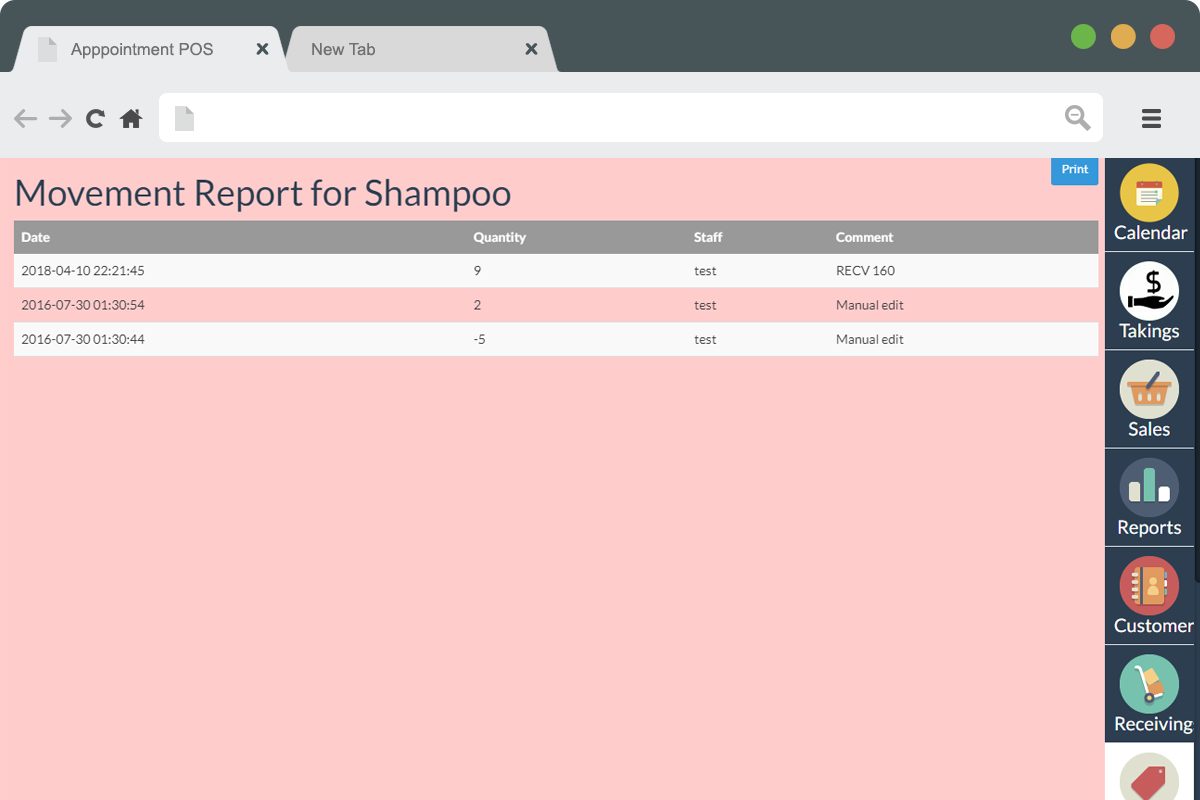 Apppointment POS
New Tab
Print
Movement Report for Shampoo
Date Quantity Staff Comment
2018-04-10 22:21:45 9 test RECV 160
2016-07-30 01:30:54 2 test Manual edit
2016-07-30 01:30:44 -5 test Manual edit
Calendar
$
Takings
Sales
Reports
Customer
Receiving